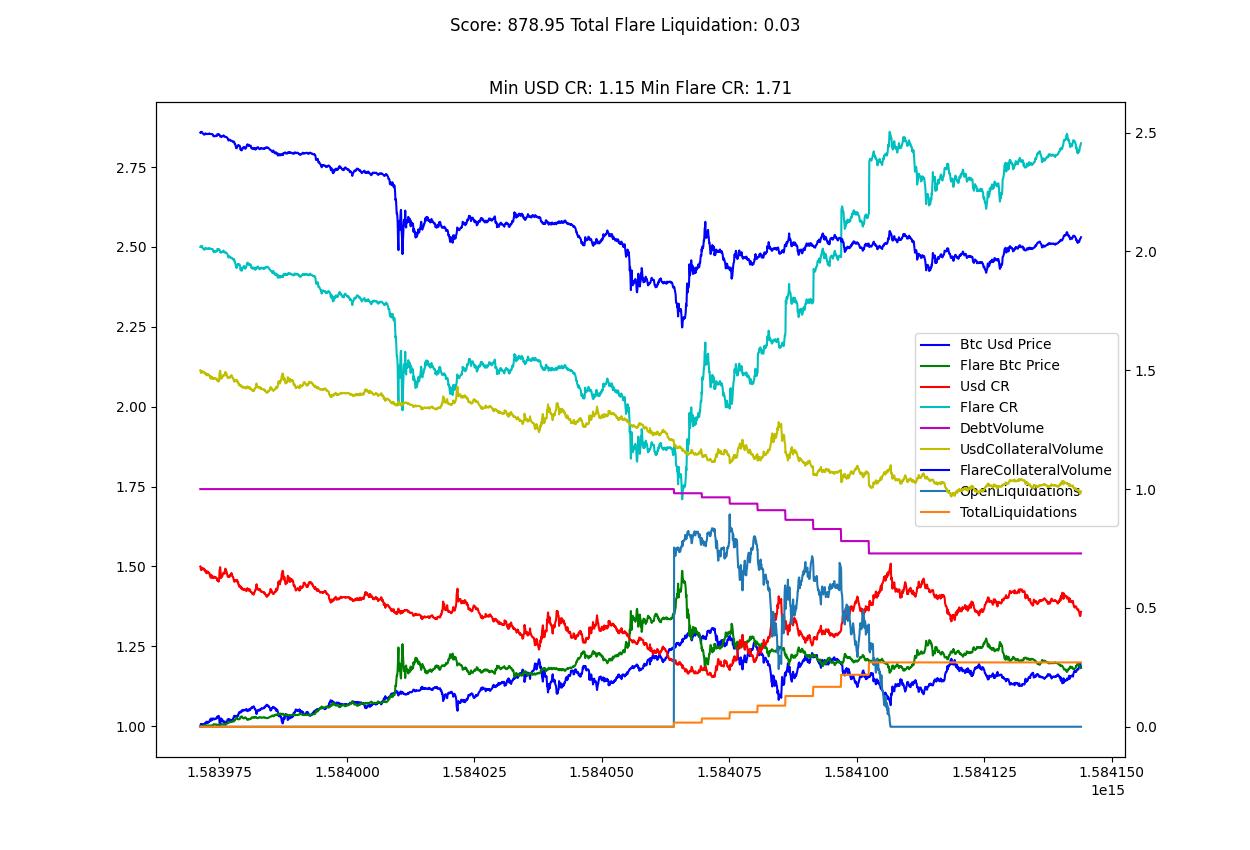 Score: 878.95 Total Flare Liquidation: 0.03
Min USD CR: 1.15 Min Flare CR: 1.71
2.75
2.50
2.25
2.00
1.75
1.50
1.25
1.00
2.5
2.0
1.5
1.0
0.5
0.0
Btc Usd Price
Flare Btc Price
Usd CR
Flare CR
DebtVolume
UsdCollateralVolume
FlareCollateralVolume
OpenLiquidations
TotalLiquidations
1.583975
1.584000
1.584025
1.584050
1.584075
1.584100
1.584125
1.584150
1e15